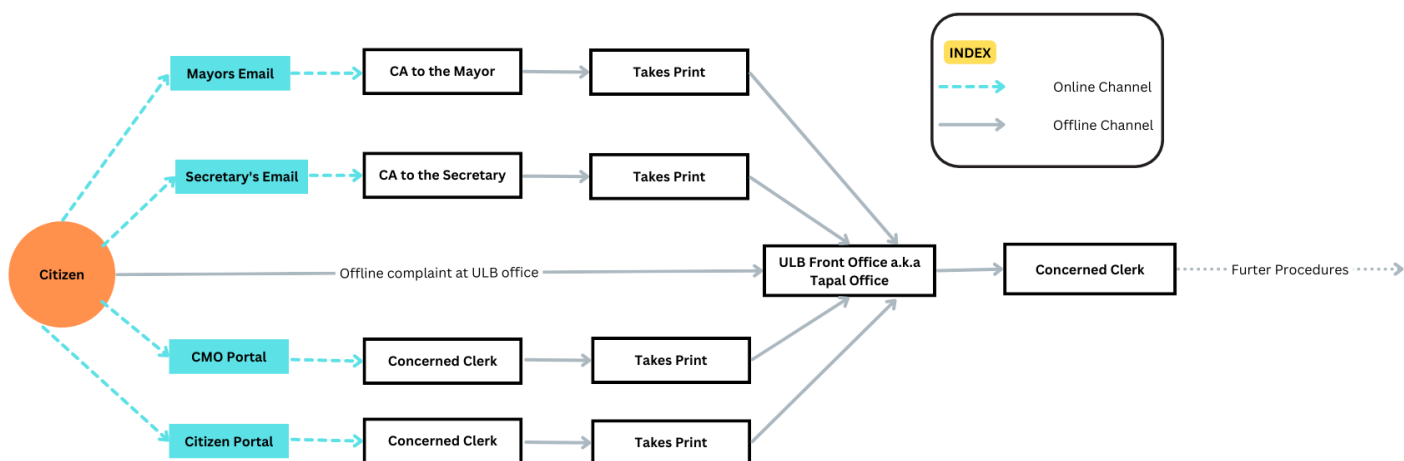 INDEX
Online Channel
Offline Channel
Mayors Email
CA to the Mayor
Takes Print
Secretary's Email
CA to the Secretary
Takes Print
Citizen
Offline complaint at ULB office
ULB Front Office a.k.a
Tapal Office
Concerned Clerk
Furter Procedures
CMO Portal
Concerned Clerk
Takes Print
Citizen Portal
Concerned Clerk
Takes Print